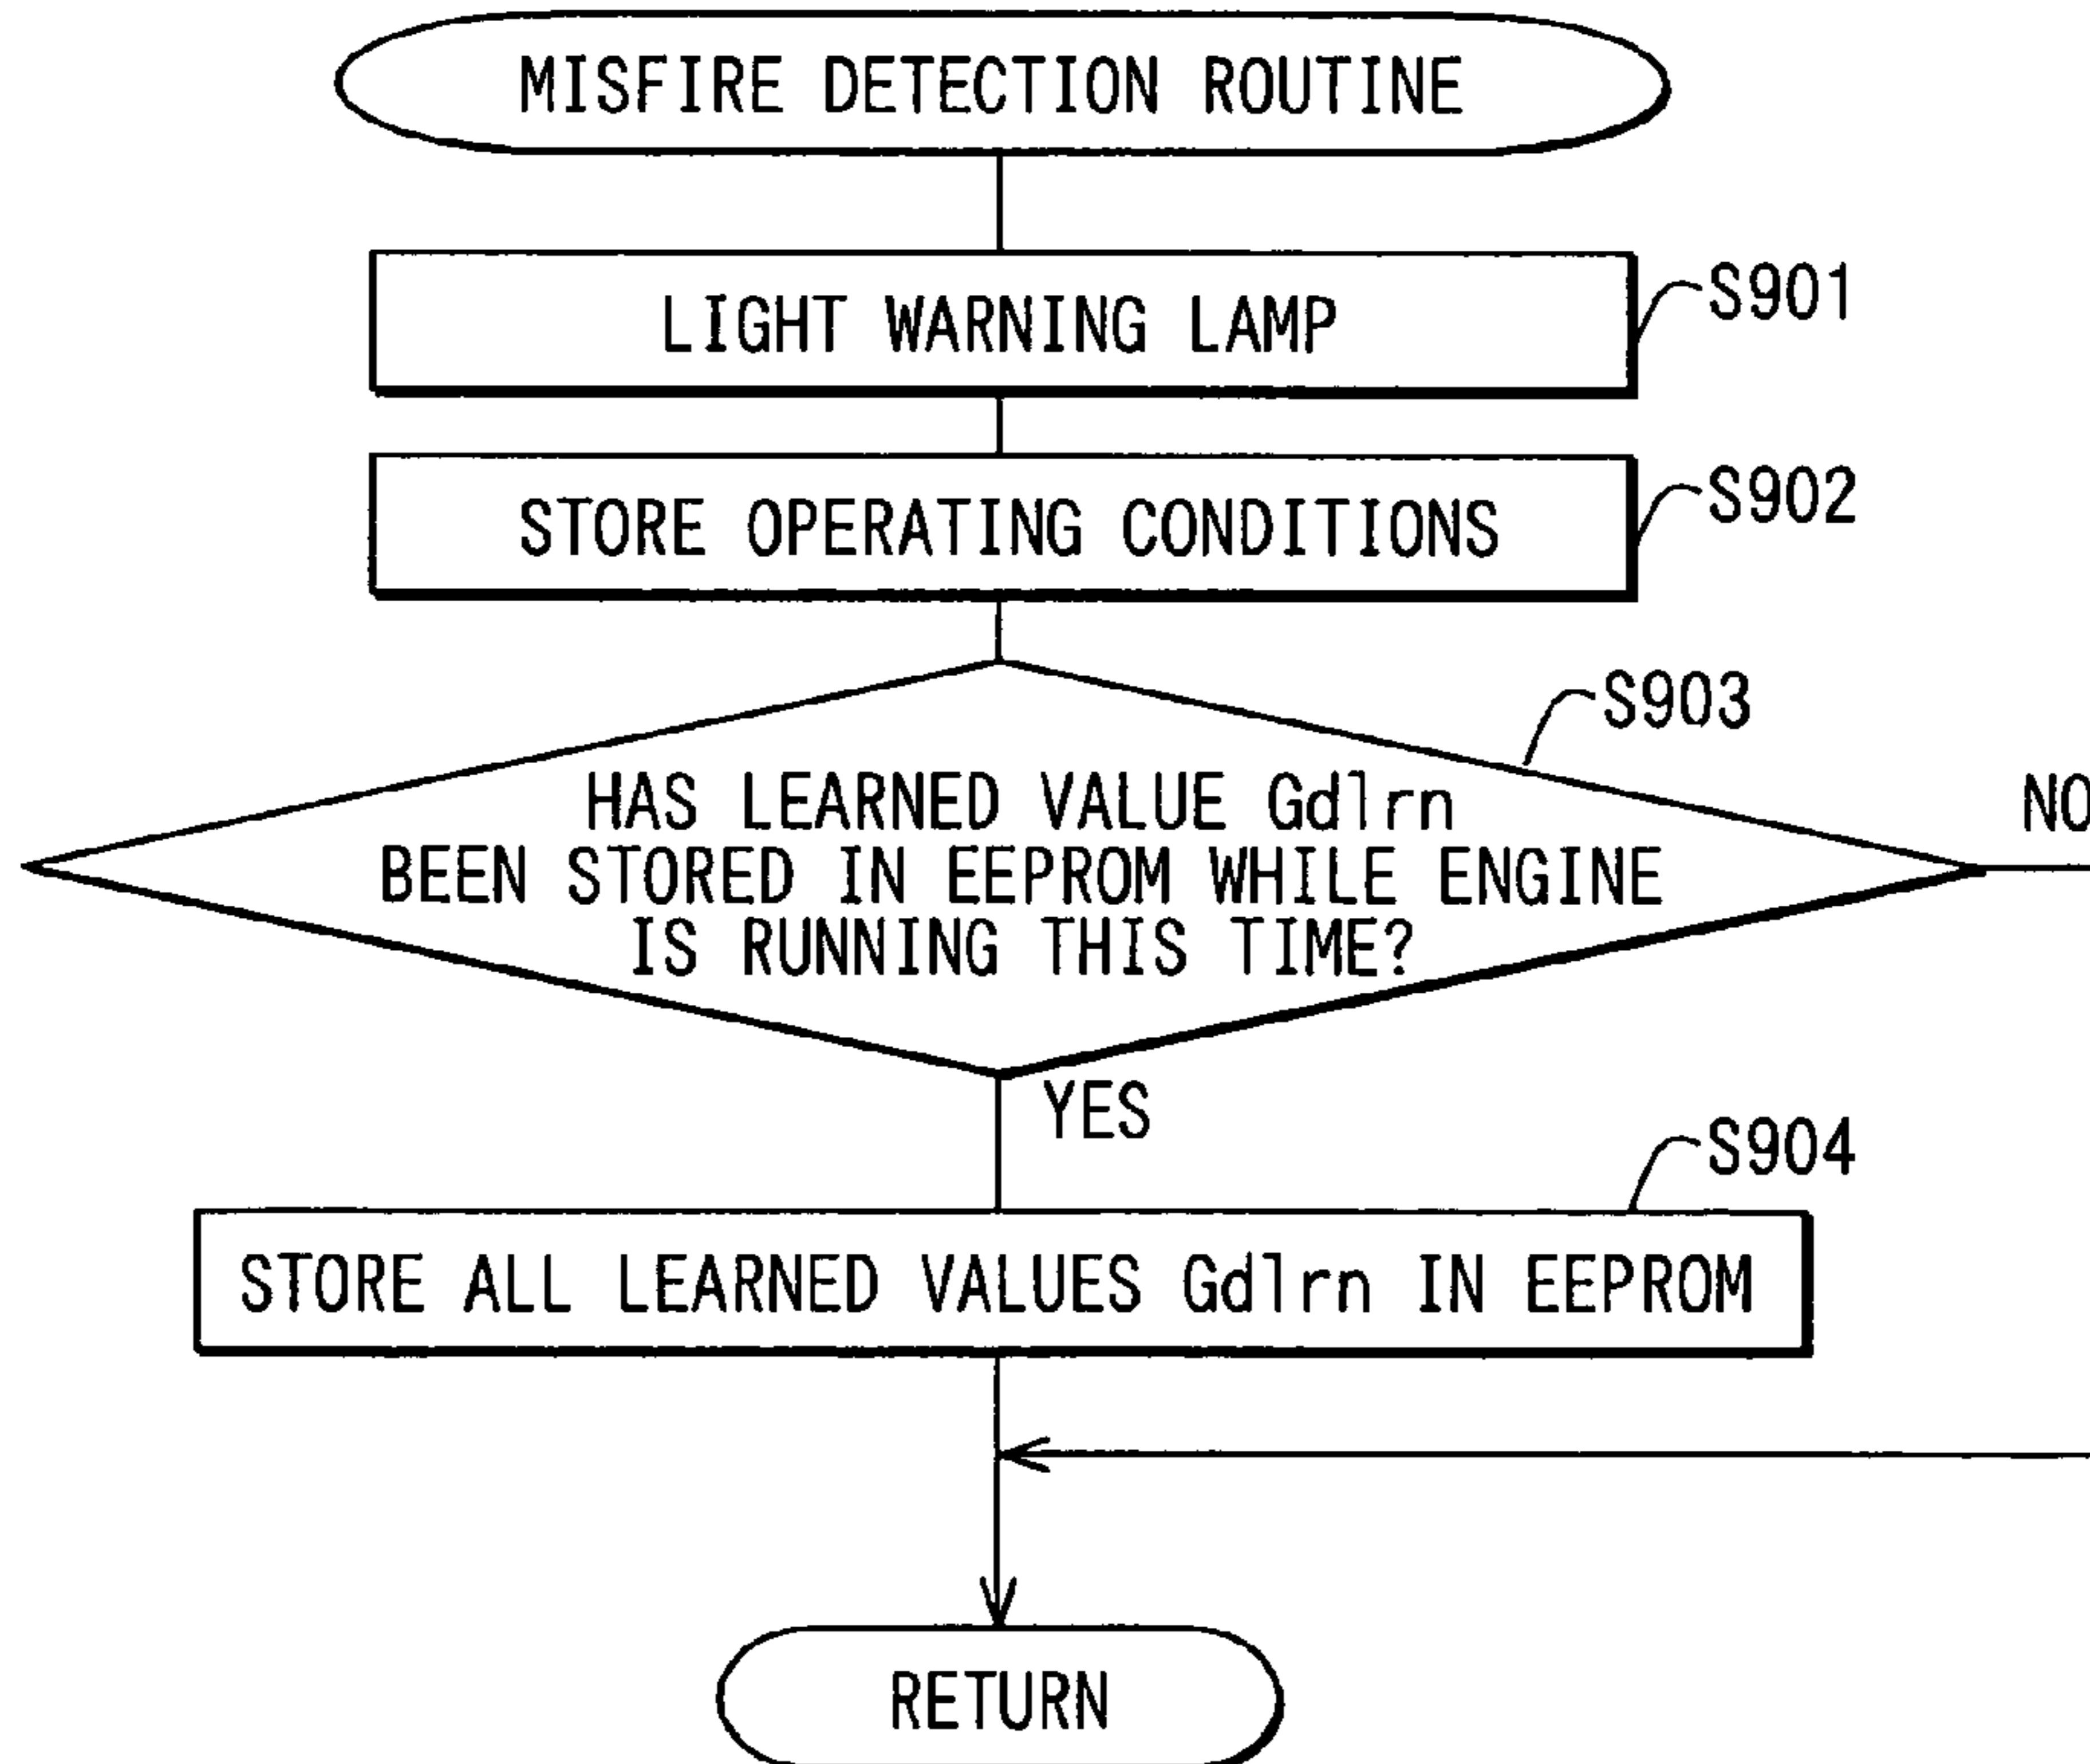 MISFIRE DETECTION ROUTINE
LIGHT WARNING LAMP
S901
STORE OPERATING CONDITIONS
S902
S903
HAS LEARNED VALUE Gdlrn
BEEN STORED IN EEPROM WHILE ENGINE
IS RUNNING THIS TIME?
NO
YES
S904
STORE ALL LEARNED VALUES Gdlrn IN EEPROM
RETURN